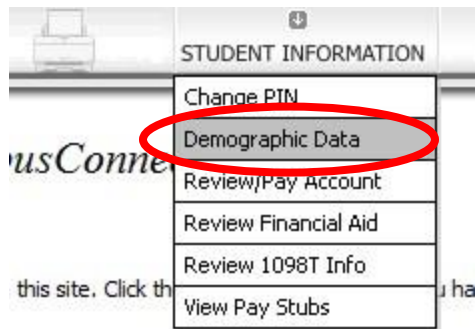 STUDENT INFORMATION
Change PIN
Demographic Data
Review/Pay Account
Review Financial Aid
Review 1098T Info
this site. Click th
View Pay Stubs